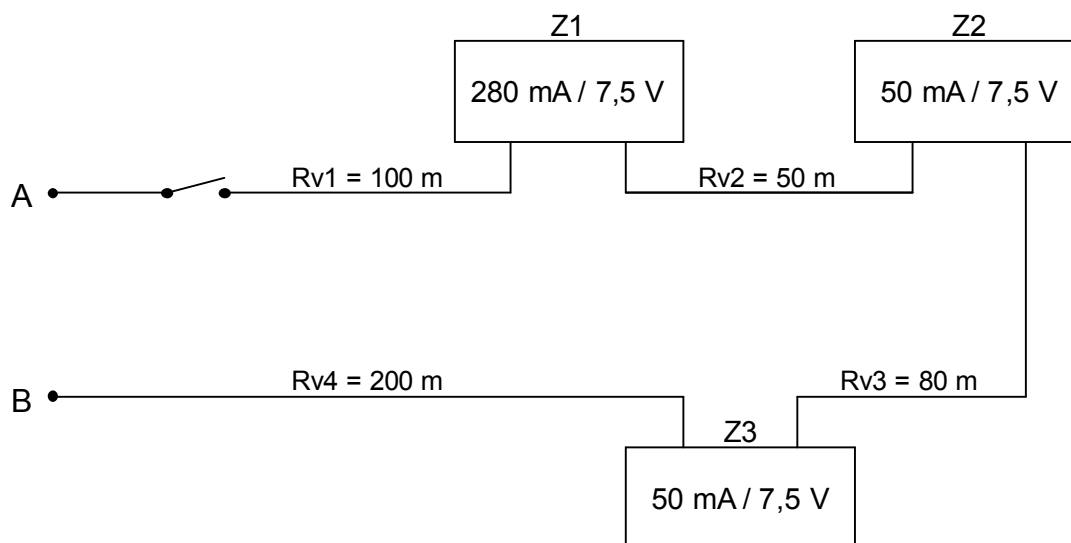 Z1
Z2
280 mA / 7,5 V
50 mA / 7,5 V
A
Rv1 = 100 m
Rv2 = 50 m
B
Rv4 = 200 m
Rv3 = 80 m
Z3
50 mA / 7,5 V